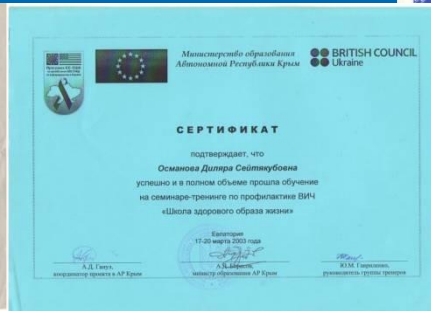 Министерство образования
Автономной Республики Крым
BRITISH COUNCIL
Ukraine
СЕРТИФИКАТ
подтверждает, что
Османова Диляра Сейтякубовна
успешно и в полном объеме прошла обучение
на семинаре-тренинге по профилактике ВИЧ
«Школа здорового образа жизни»
Евпатория
17-20 марта 2003 года
координатор проекта в АР Крым
министр образования АР Крым
Ю.М. Гавриленко,
руководитель группы тренеров